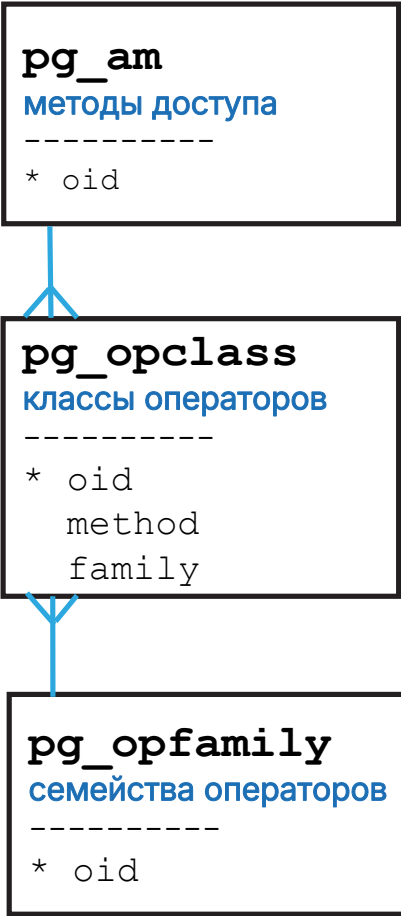 pg_am
методы доступа
----------
* oid
pg_opclass
классы операторов
----------
* oid
method
family
pg_opfamily
семейства операторов
----------
* oid